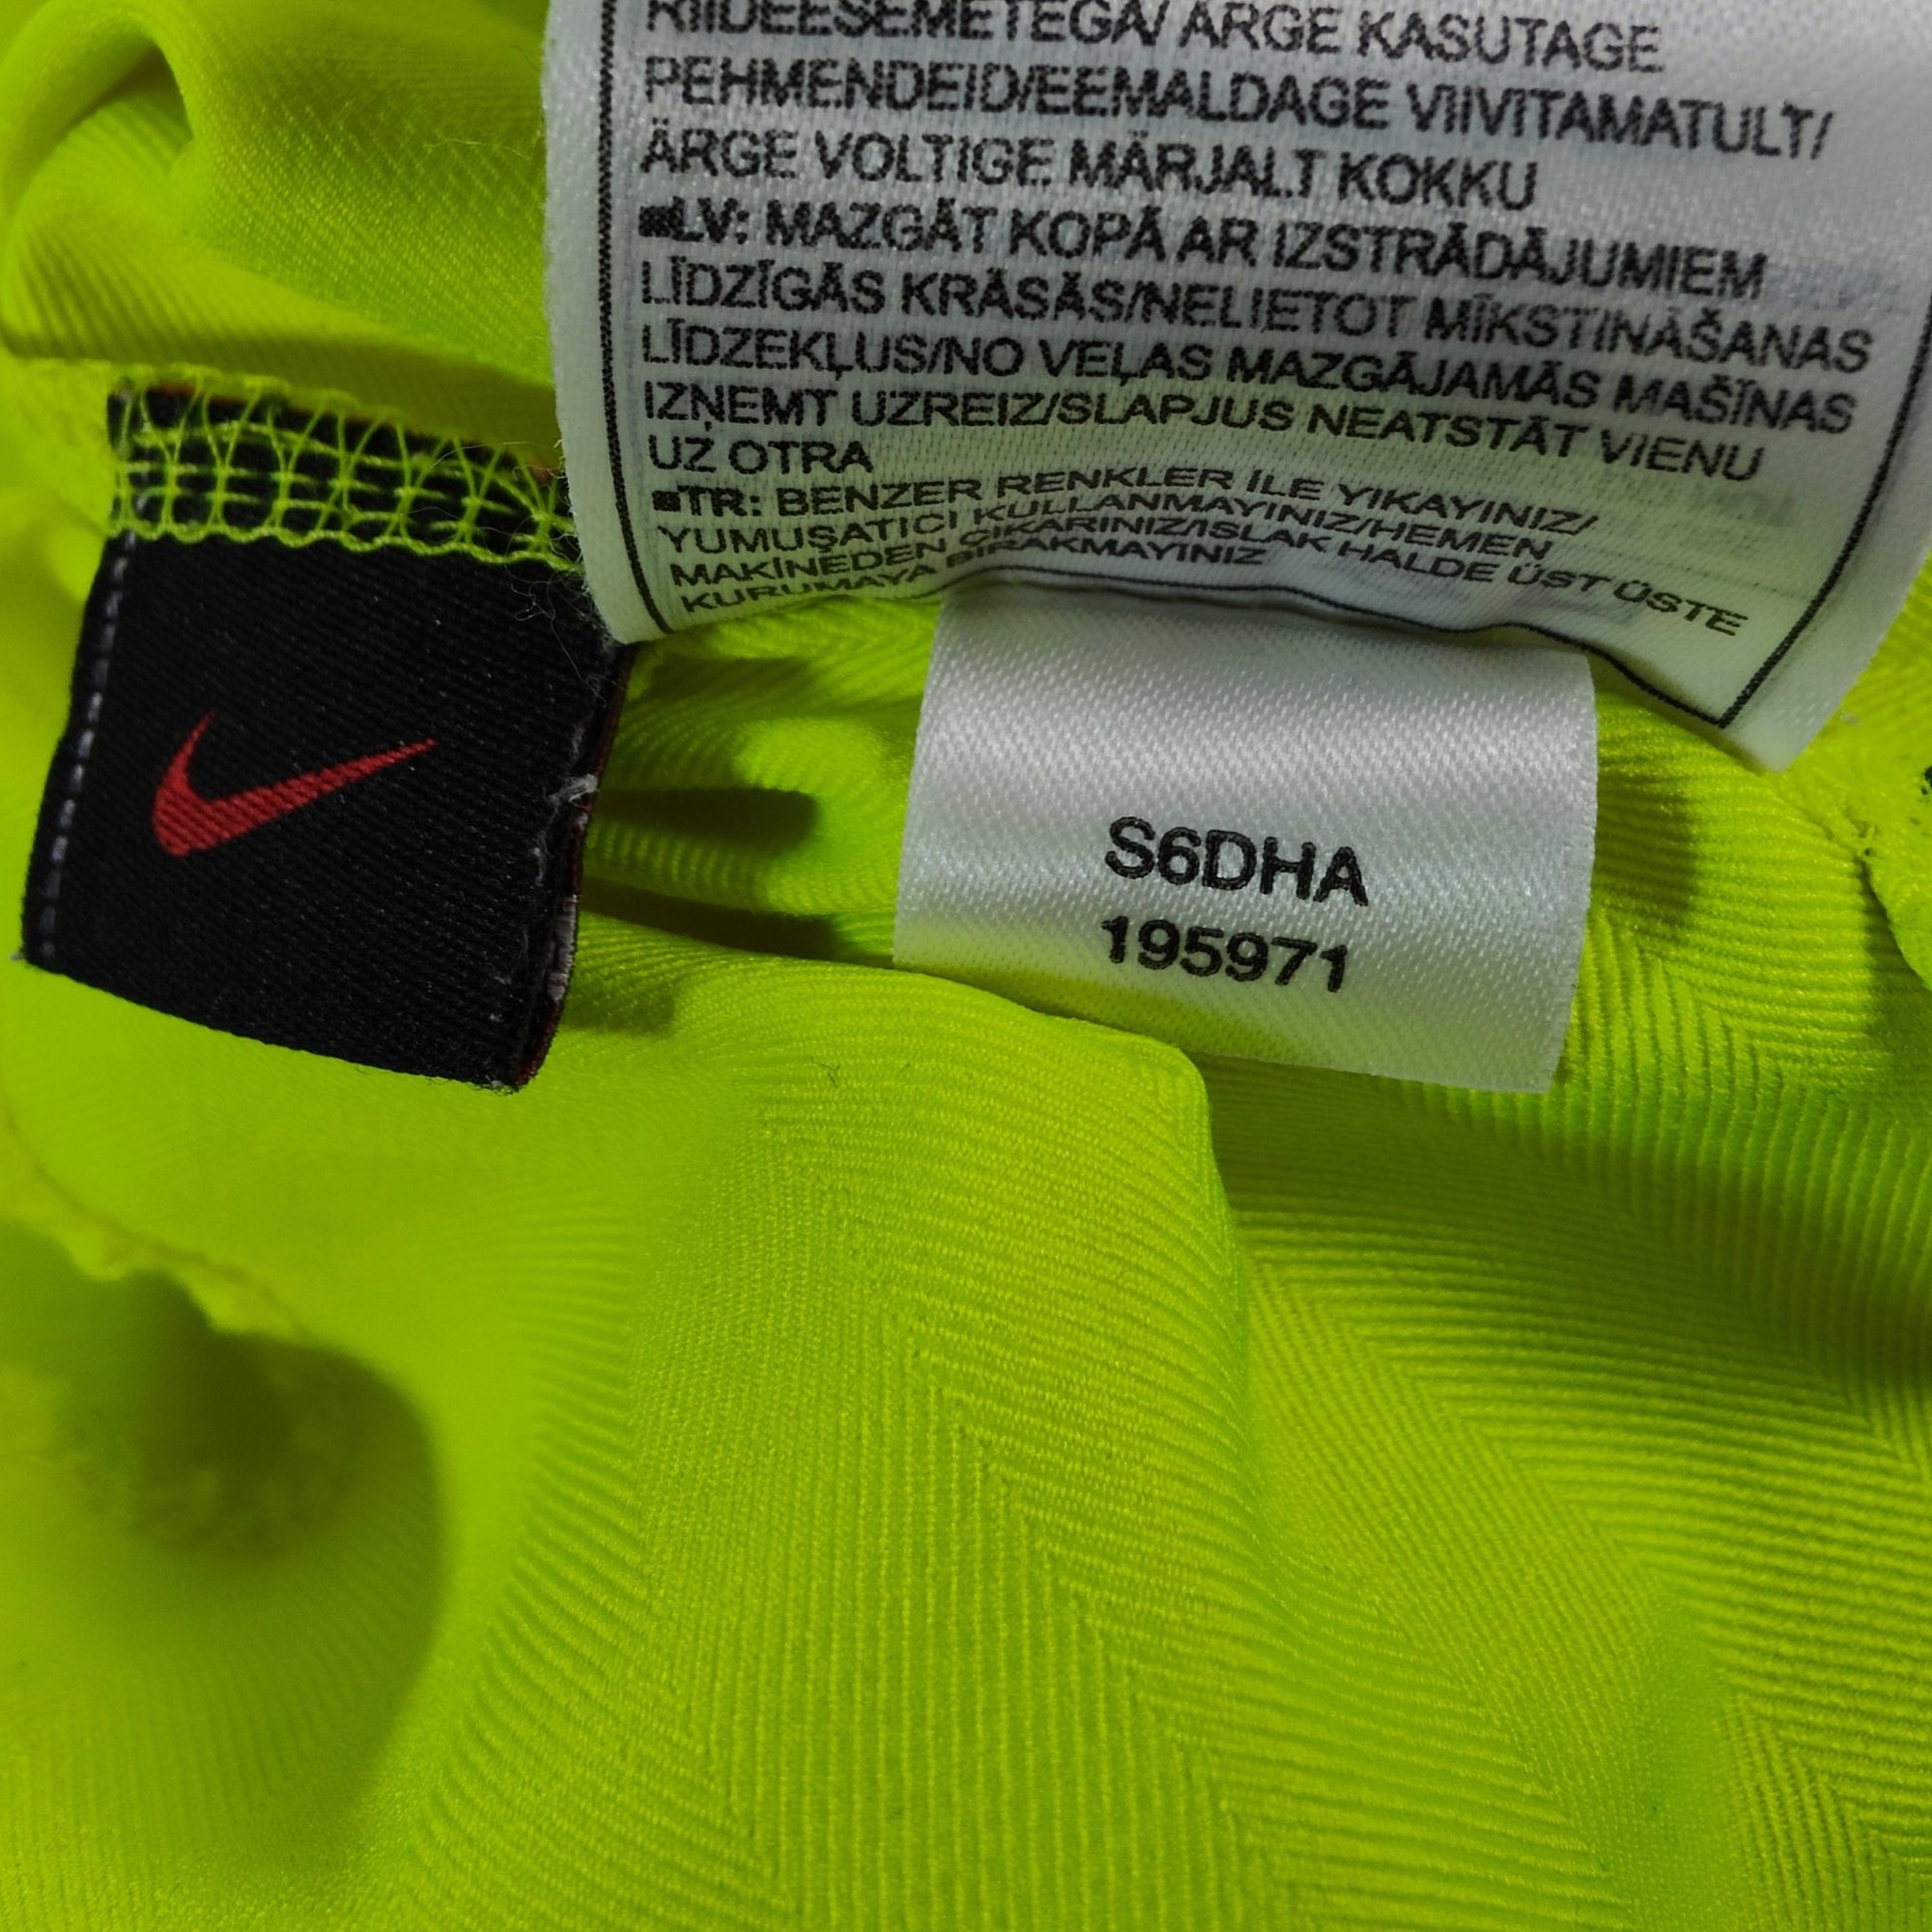 RIIDEESEMETEGA/ ÄRGE KASUTAGE
PEHMENDEID/EEMALDAGE VIIVITAMATULT/
ÄRGE VOLTIGE MÄRJALT KOKKU
■LV: MAZGĀT KOPĀ AR IZSTRĀDĀJUMIEM
LĪDZĪGĀS KRĀSĀS/NELIETOT MĪKSTINĀŠANAS
LĪDZEKĻUS/NO VEĻAS MAZGĀJAMĀS MAŠĪNAS
IZŅEMT UZREIZ/SLAPJUS NEATSTĀT VIENU
UZ OTRA
■TR: BENZER RENKLER İLE YIKAYINIZ/
YUMUŞATICI KULLANMAYINIZ/HEMEN
MAKİNEDEN ÇIKARINIZ/ISLAK HALDE ÜST ÜSTE
KURUMAYA BIRAKMAYINIZ
S6DHA
195971